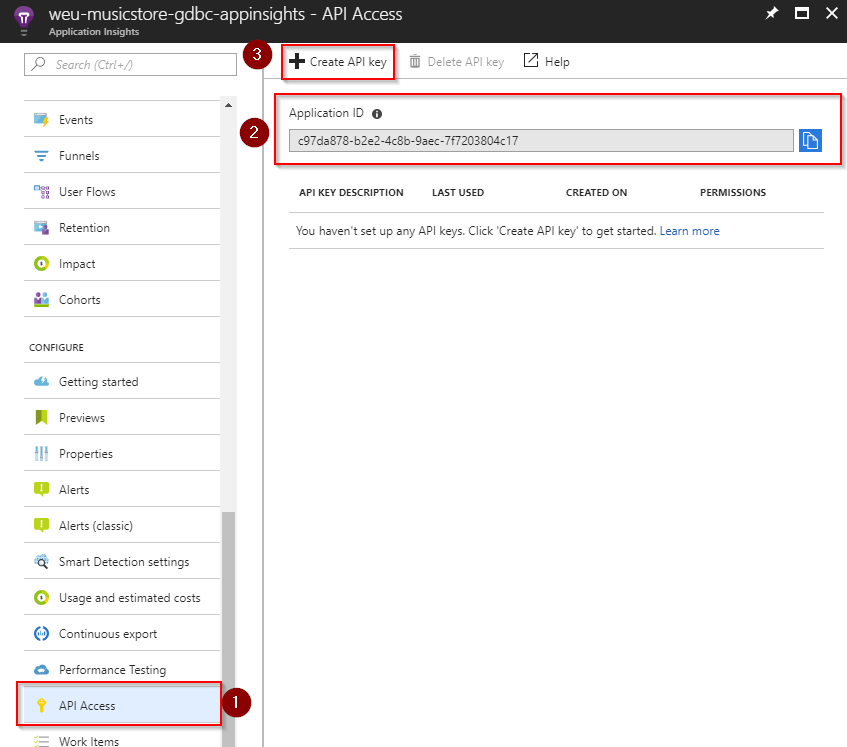 weu-musicstore-gdbc-appinsights - API Access
Application Insights
Search (Ctrl+/)
Events
Funnels
User Flows
Retention
Impact
Cohorts
CONFIGURE
Getting started
Previews
Properties
Alerts
Alerts (classic)
Smart Detection settings
Usage and estimated costs
Continuous export
Performance Testing
API Access
1
Work Items
3
Create API key Delete API key Help
2
Application ID
c97da878-b2e2-4c8b-9aec-7f7203804c17
API KEY DESCRIPTION LAST USED CREATED ON PERMISSIONS
You haven't set up any API keys. Click 'Create API key' to get started. Learn more